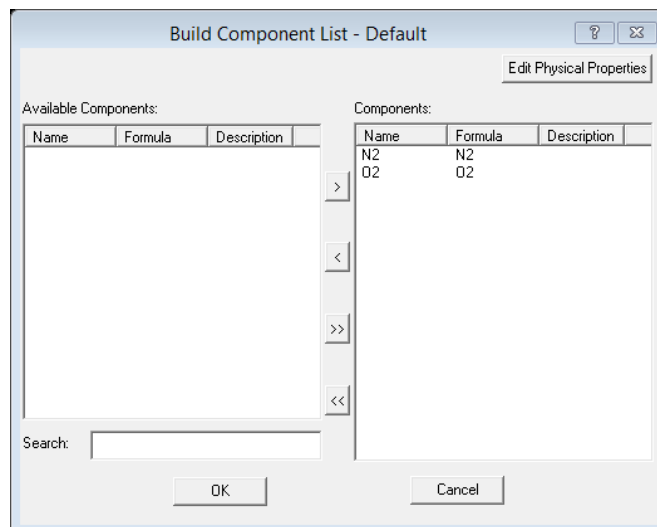 Build Component List - Default
?
Edit Physical Properties
Available Components:
Name Formula Description
Components:
Name Formula Description
N2 N2
O2 O2
>
<
>>
<<
Search:
OK
Cancel